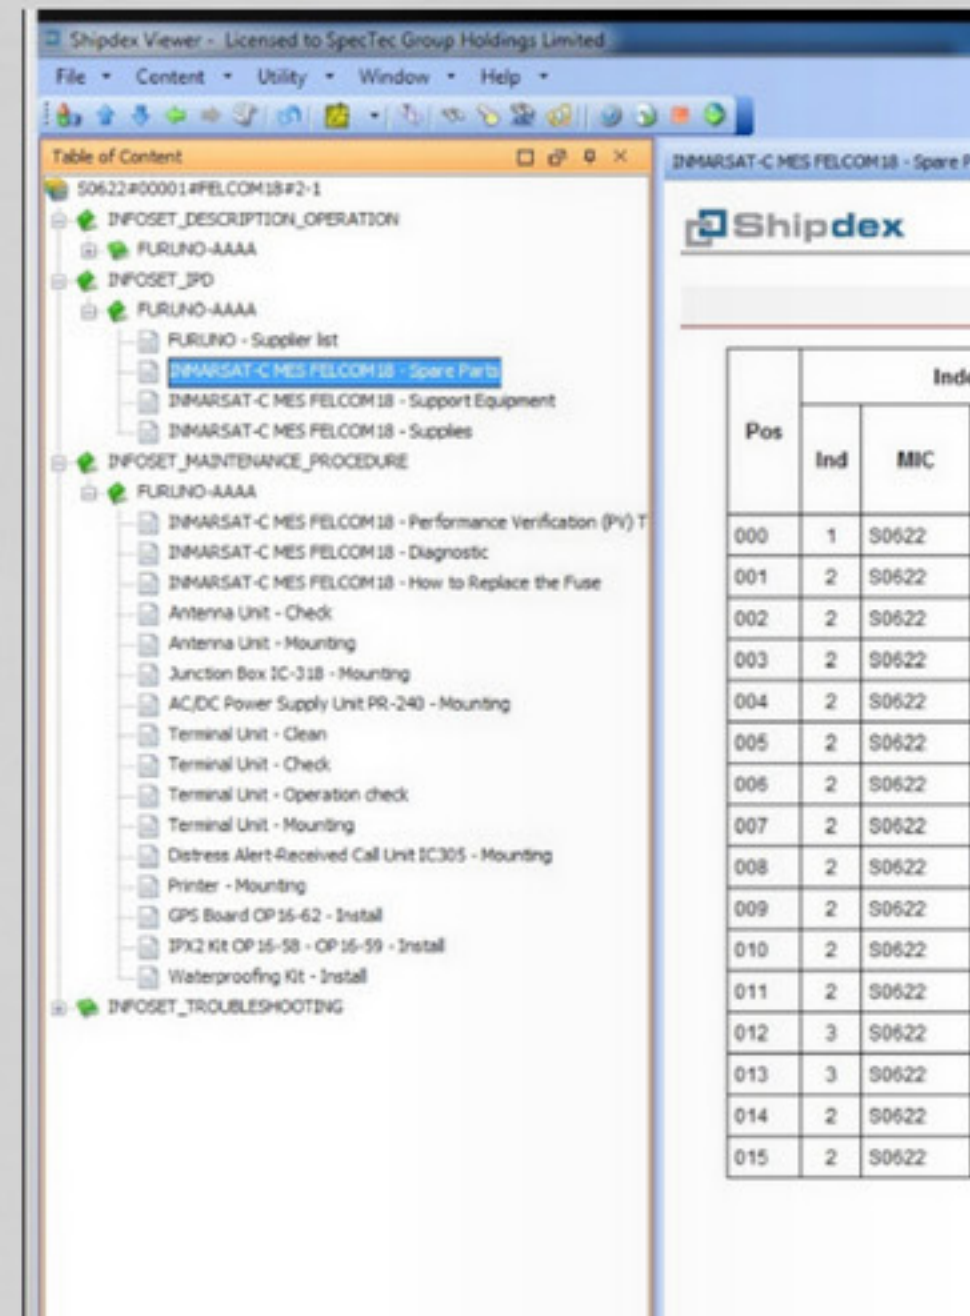 Shipdex Viewer - Licensed to SpecTec Group Holdings Limited
File Content Utility Window Help
Table of Content
S0622#00001#FELCOM18#2-1
INFOSET_DESCRIPTION_OPERATION
FURUNO-AAAA
INFOSET_IPD
FURUNO-AAAA
FURUNO - Supplier list
INMARSAT-C MES FELCOM18 - Spare Parts
INMARSAT-C MES FELCOM18 - Support Equipment
INMARSAT-C MES FELCOM18 - Supplies
INFOSET_MAINTENANCE_PROCEDURE
FURUNO-AAAA
INMARSAT-C MES FELCOM18 - Performance Verification (PV) T
INMARSAT-C MES FELCOM18 - Diagnostic
INMARSAT-C MES FELCOM18 - How to Replace the Fuse
Antenna Unit - Check
Antenna Unit - Mounting
Junction Box IC-318 - Mounting
AC/DC Power Supply Unit PR-240 - Mounting
Terminal Unit - Clean
Terminal Unit - Check
Terminal Unit - Operation check
Terminal Unit - Mounting
Distress Alert-Received Call Unit IC305 - Mounting
Printer - Mounting
GPS Board OP16-62 - Install
IPX2 Kit OP16-58 - OP16-59 - Install
Waterproofing Kit - Install
INFOSET_TROUBLESHOOTING
INMARSAT-C MES FELCOM18 - Spare P
Shipdex
Inde
Pos Ind MIC
000 1 S0622
001 2 S0622
002 2 S0622
003 2 S0622
004 2 S0622
005 2 S0622
006 2 S0622
007 2 S0622
008 2 S0622
009 2 S0622
010 2 S0622
011 2 S0622
012 3 S0622
013 3 S0622
014 2 S0622
015 2 S0622